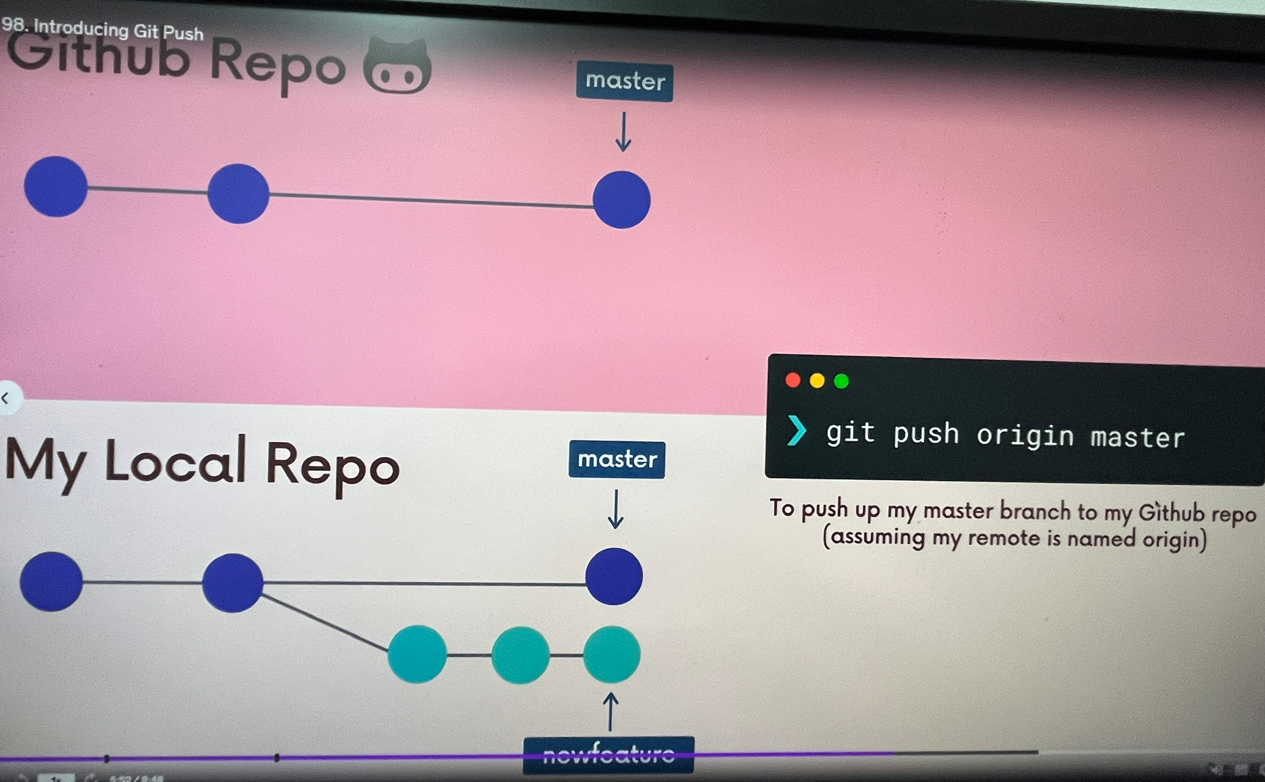 98. Introducing Git Push
Github Repo
master
My Local Repo
master
git push origin master
To push up my master branch to my Github repo
(assuming my remote is named origin)
newfeature